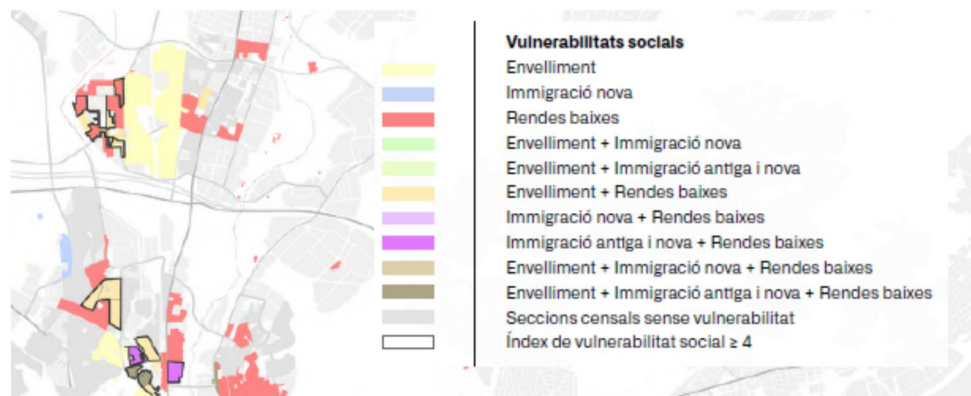 Vulnerabilitats socials
Envelliment
Immigració nova
Rendes baixes
Envelliment + Immigració nova
Envelliment + Immigració antiga i nova
Envelliment + Rendes baixes
Immigració nova + Rendes baixes
Immigració antiga i nova + Rendes baixes
Envelliment + Immigració nova + Rendes baixes
Envelliment + Immigració antiga i nova + Rendes baixes
Seccions censals sense vulnerabilitat
Índex de vulnerabilitat social ≥ 4